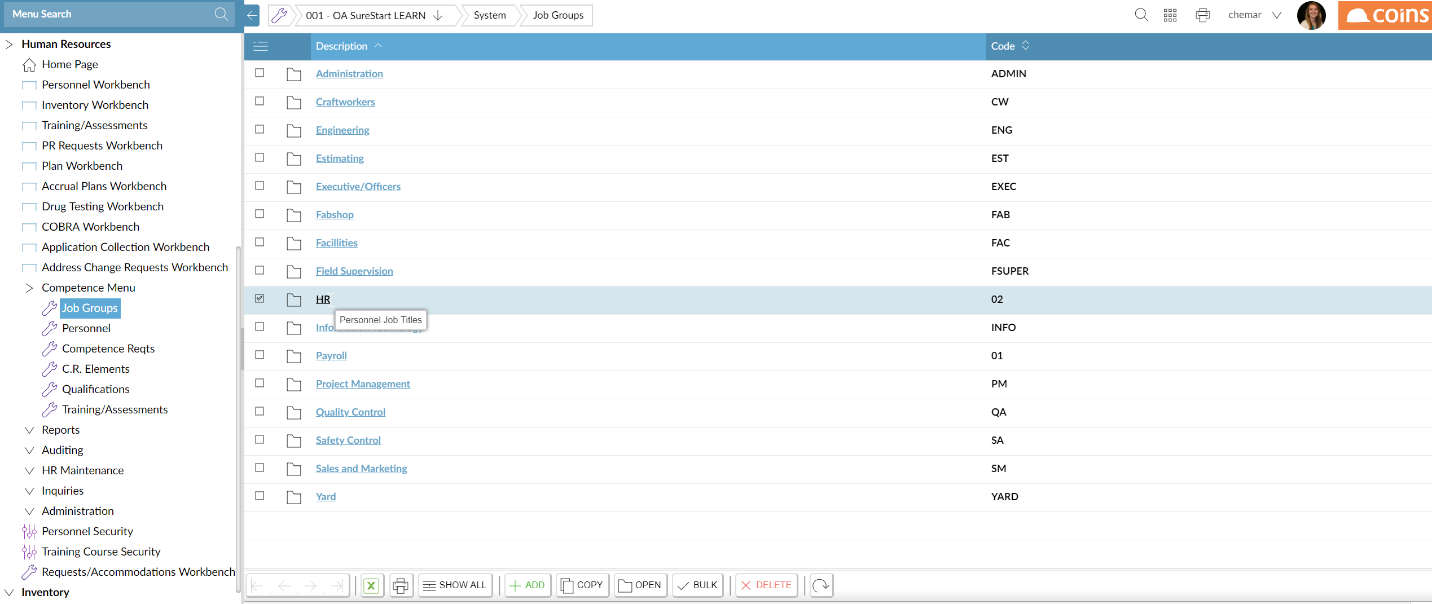 Menu Search
001 - OA SureStart LEARN
System
Job Groups
chemar
coins
Human Resources
Home Page
Personnel Workbench
Inventory Workbench
Training/Assessments
PR Requests Workbench
Plan Workbench
Accrual Plans Workbench
Drug Testing Workbench
COBRA Workbench
Application Collection Workbench
Address Change Requests Workbench
Competence Menu
Job Groups
Personnel
Competence Reqts
C.R. Elements
Qualifications
Training/Assessments
Reports
Auditing
HR Maintenance
Inquiries
Administration
Personnel Security
Training Course Security
Requests/Accommodations Workbench
Inventory
Description Code
Administration ADMIN
Craftworkers CW
Engineering ENG
Estimating EST
Executive/Officers EXEC
Fabshop FAB
Facillities FAC
Field Supervision FSUPER
HR 02
Personnel Job Titles
INFO
Payroll 01
Project Management PM
Quality Control QA
Safety Control SA
Sales and Marketing SM
Yard YARD
SHOW ALL ADD COPY OPEN BULK DELETE